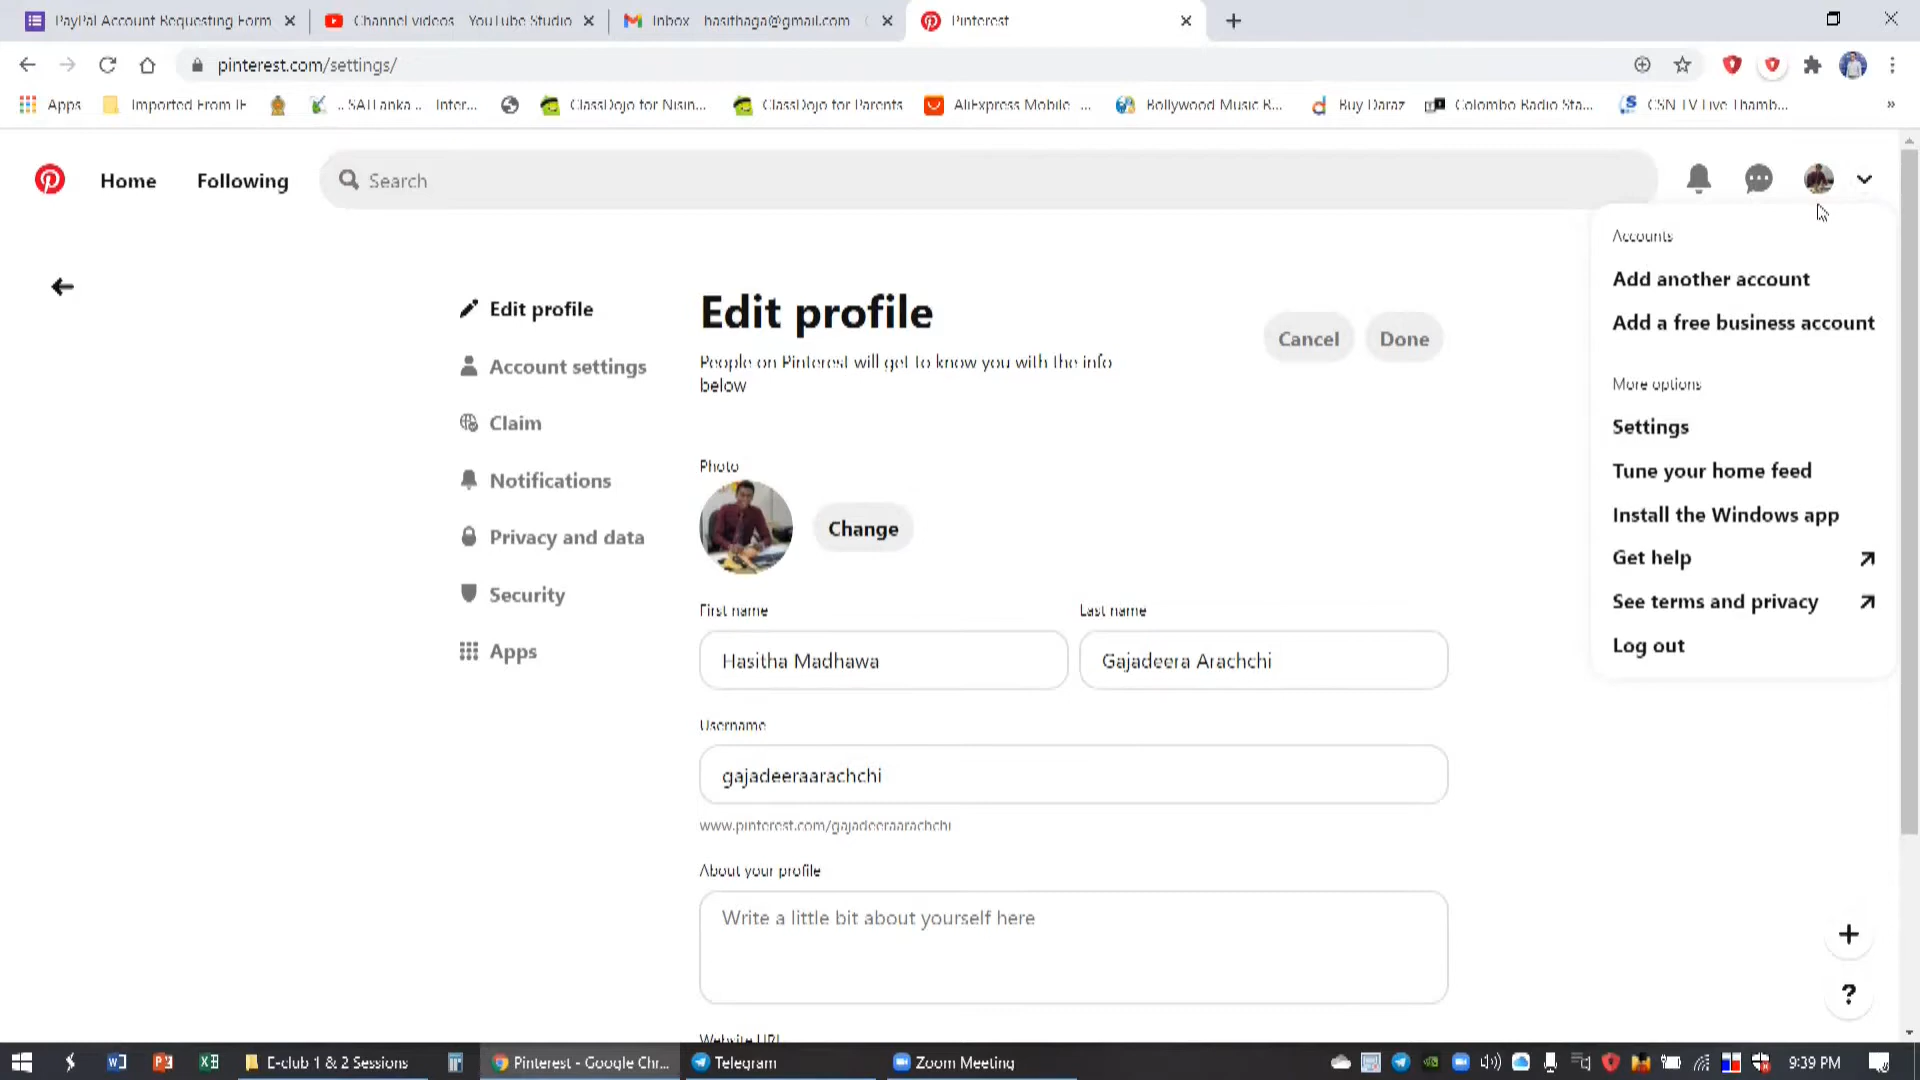 PayPal Account Requesting Form
Channel videos YouTube Studio
Inbox hasithaga@gmail.com
Pinterest
pinterest.com/settings/
Apps
Imported From IE
.. SATLanka .. Inter...
ClassDojo for Nisin...
ClassDojo for Parents
AliExpress Mobile ...
Bollywood Music R...
Buy Daraz
Colombo Radio Sta...
CSN TV Live Thamb...
»
Home
Following
Search
Accounts
Add another account
Add a free business account
More options
Settings
Tune your home feed
Install the Windows app
Get help
See terms and privacy
Log out
Edit profile
Account settings
Claim
Notifications
Privacy and data
Security
Apps
Edit profile
People on Pinterest will get to know you with the info
below
Cancel
Done
Photo
Change
First name
Last name
Hasitha Madhawa
Gajadeera Arachchi
Username
gajadeeraarachchi
www.pinterest.com/gajadeeraarachchi
About your profile
Write a little bit about yourself here
Website URL
+
?
E-club 1 & 2 Sessions
Pinterest - Google Chr...
Telegram
Zoom Meeting
9:39 PM